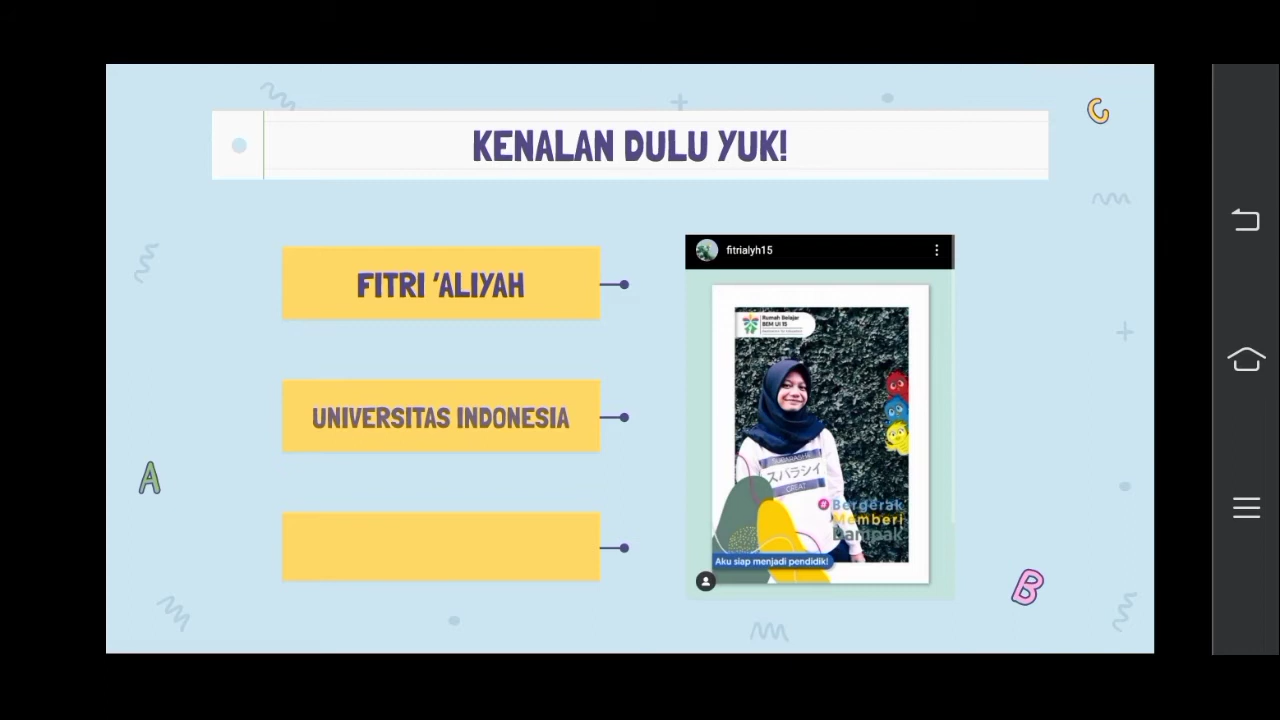 KENALAN DULU YUK!
FITRI 'ALIYAH
UNIVERSITAS INDONESIA
fitrialyh15
Rumah Belajar
BEM UI 15
スバラシイ
GREAT
# Bergerak
Memberi
Dampak
Aku siap menjadi pendidik!
C
A
B